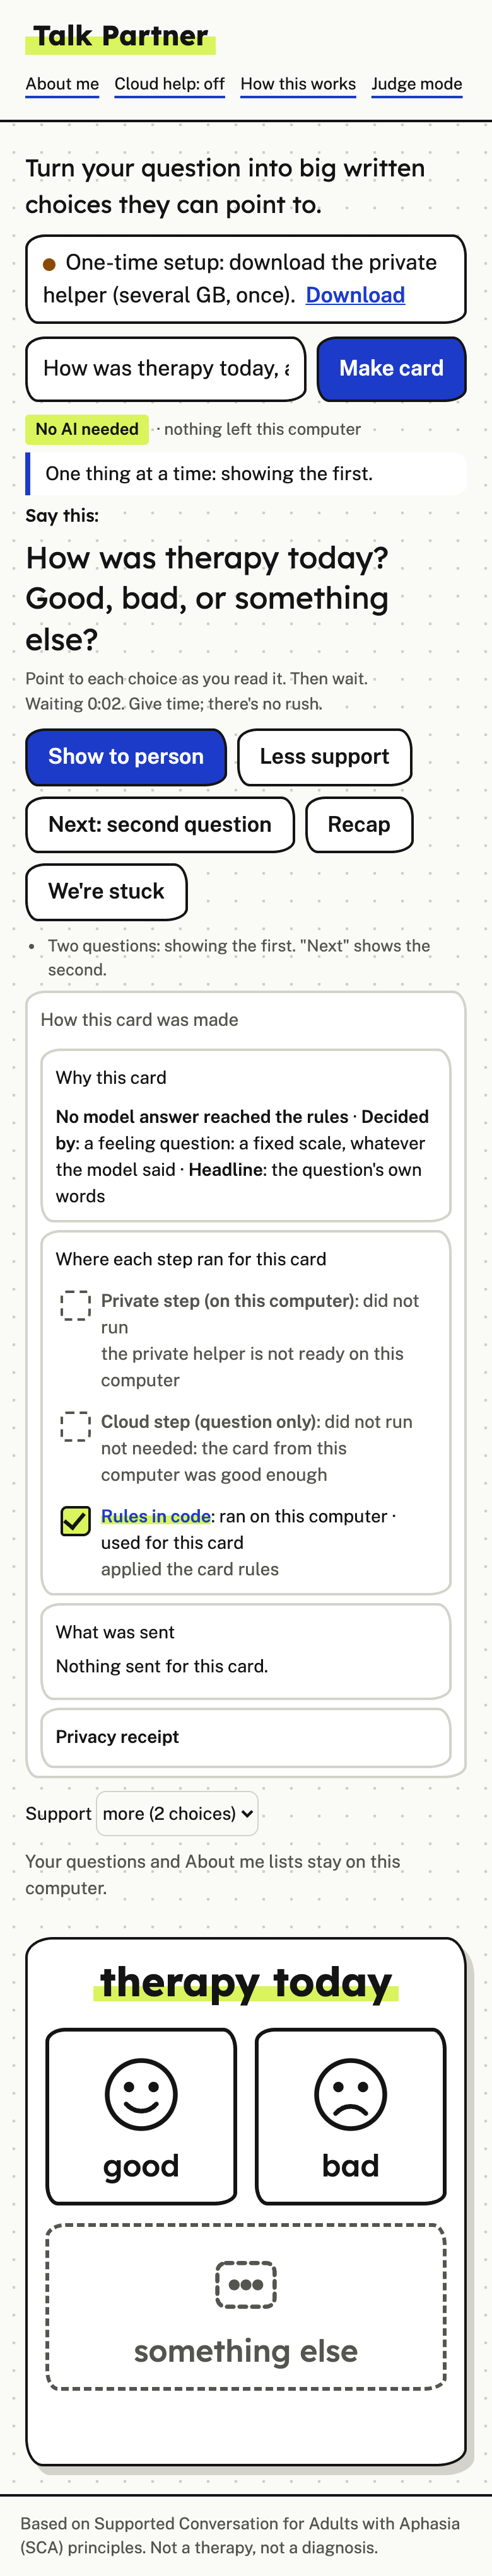 Talk Partner
About me Cloud help: off How this works Judge mode
Turn your question into big written
choices they can point to.
One-time setup: download the private
helper (several GB, once). Download
How was therapy today,
Make card
No AI needed · nothing left this computer
One thing at a time: showing the first.
Say this:
How was therapy today?
Good, bad, or something
else?
Point to each choice as you read it. Then wait.
Waiting 0:02. Give time; there's no rush.
Show to person
Less support
Next: second question
Recap
We're stuck
• Two questions: showing the first. "Next" shows the
second.
How this card was made
Why this card
No model answer reached the rules · Decided
by: a feeling question: a fixed scale, whatever
the model said · Headline: the question's own
words
Where each step ran for this card
Private step (on this computer): did not
run
the private helper is not ready on this
computer
Cloud step (question only): did not run
not needed: the card from this
computer was good enough
Rules in code: ran on this computer ·
used for this card
applied the card rules
What was sent
Nothing sent for this card.
Privacy receipt
Support more (2 choices)
Your questions and About me lists stay on this
computer.
therapy today
good
bad
something else
Based on Supported Conversation for Adults with Aphasia
(SCA) principles. Not a therapy, not a diagnosis.